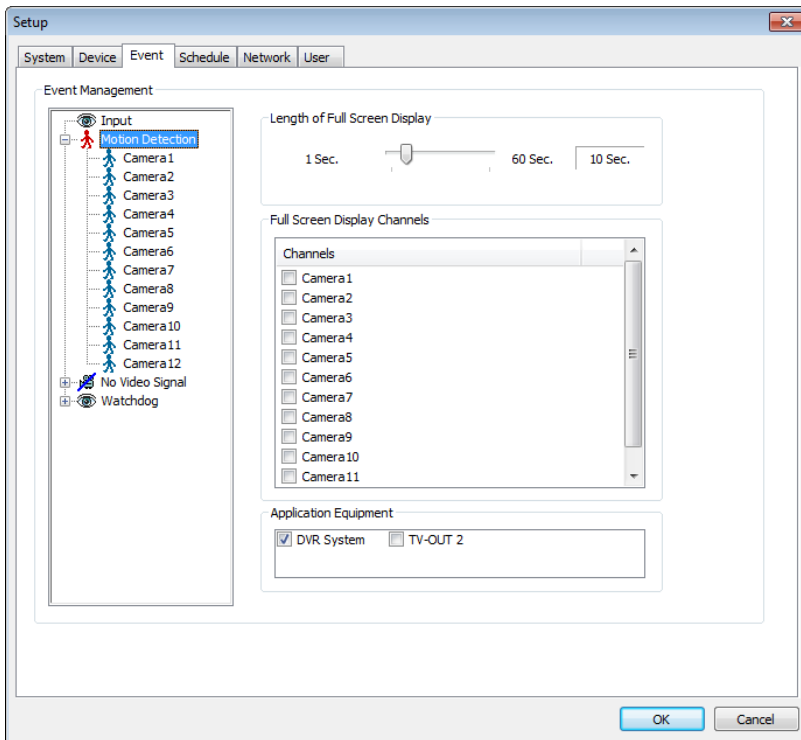 Setup
System Device Event Schedule Network User
Event Management
Input
Motion Detection
Camera1
Camera2
Camera3
Camera4
Camera5
Camera6
Camera7
Camera8
Camera9
Camera10
Camera11
Camera12
No Video Signal
Watchdog
Length of Full Screen Display
1 Sec. 60 Sec. 10 Sec.
Full Screen Display Channels
Channels
Camera1
Camera2
Camera3
Camera4
Camera5
Camera6
Camera7
Camera8
Camera9
Camera10
Camera11
Application Equipment
DVR System TV-OUT 2
OK Cancel